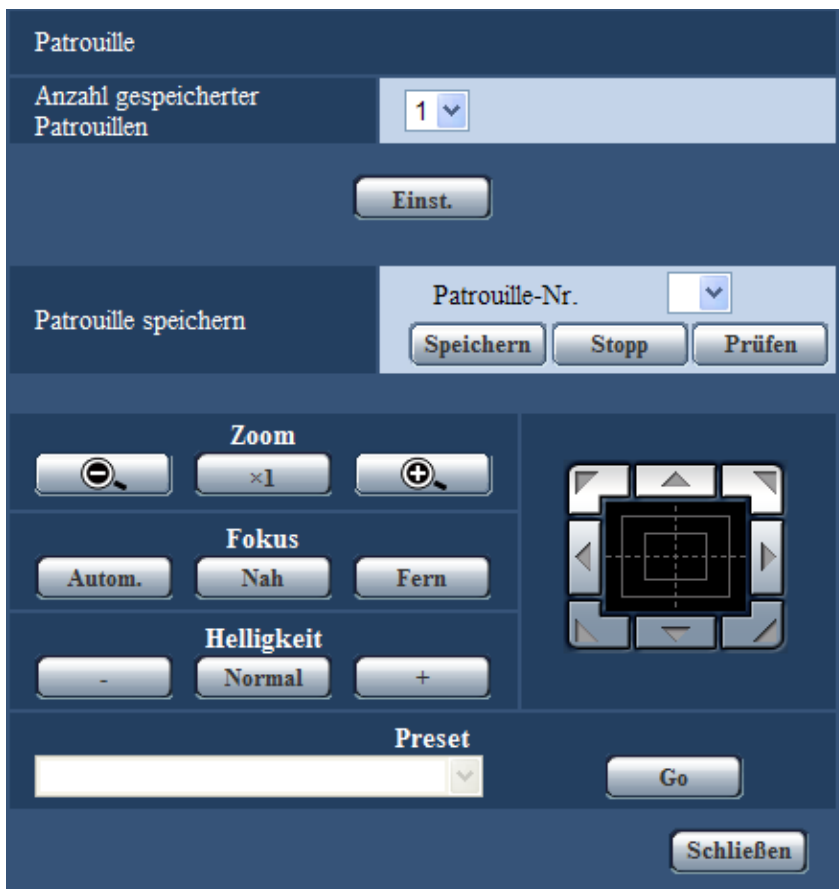 Patrouille
Anzahl gespeicherter
Patrouillen
1
Einst.
Patrouille speichern
Patrouille-Nr.
Speichern Stopp Prüfen
Zoom
×1
Fokus
Autom. Nah Fern
Helligkeit
- Normal +
Preset
Go
Schließen